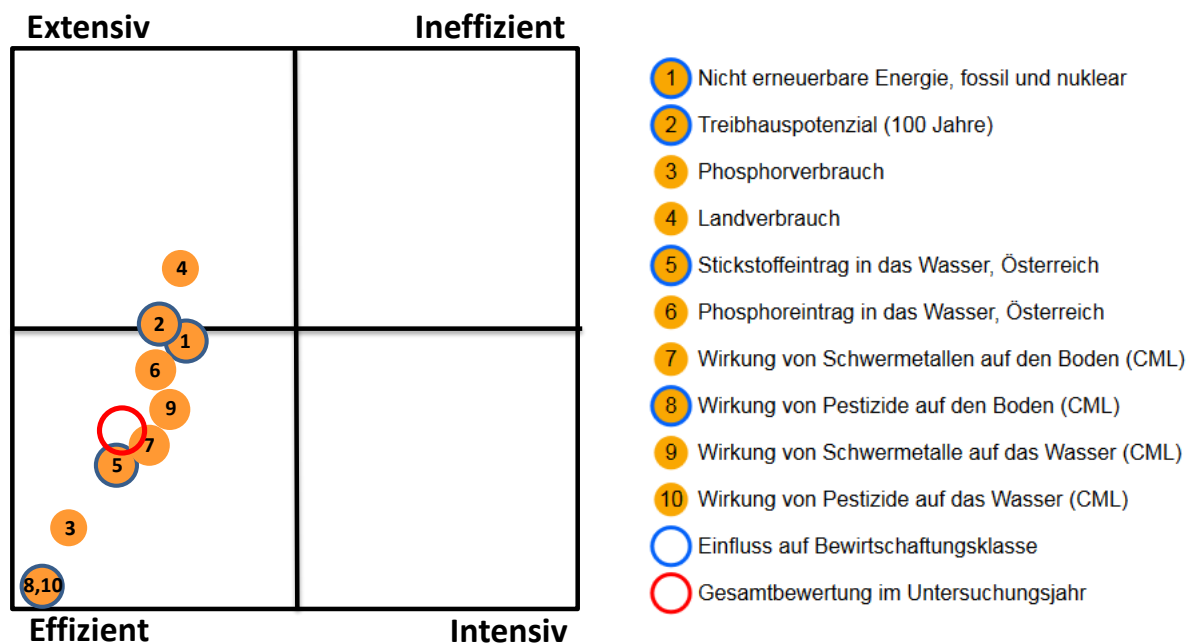 Extensiv
Ineffizient
4
2
1
6
9
7
5
3
8,10
Effizient
Intensiv
1 Nicht erneuerbare Energie, fossil und nuklear
2 Treibhauspotenzial (100 Jahre)
3 Phosphorverbrauch
4 Landverbrauch
5 Stickstoffeintrag in das Wasser, Österreich
6 Phosphoreintrag in das Wasser, Österreich
7 Wirkung von Schwermetallen auf den Boden (CML)
8 Wirkung von Pestizide auf den Boden (CML)
9 Wirkung von Schwermetalle auf das Wasser (CML)
10 Wirkung von Pestizide auf das Wasser (CML)
Einfluss auf Bewirtschaftungsklasse
Gesamtbewertung im Untersuchungsjahr